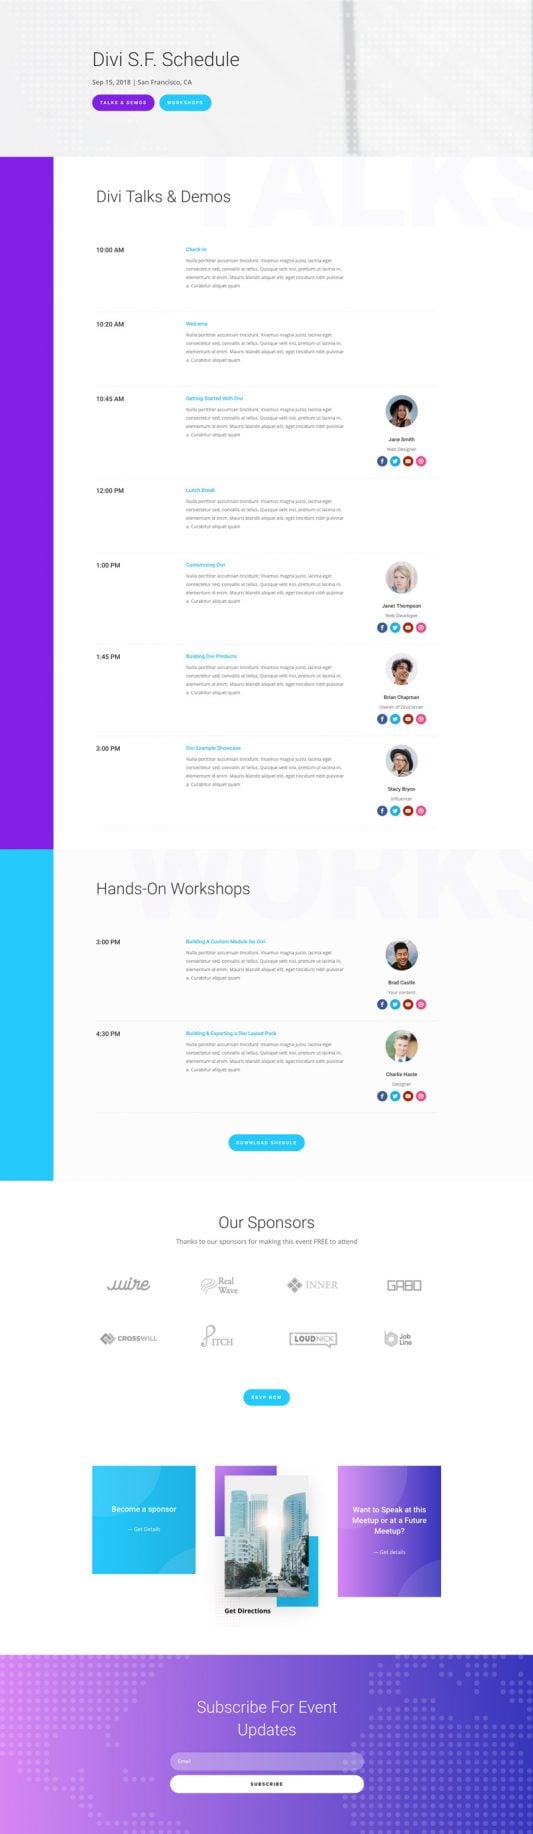 Divi S.F. Schedule
Sep 15, 2018 | San Francisco, CA
TALKS & DEMOS
WORKSHOPS
TALKS
Divi Talks & Demos
10:00 AM
Check-In
Nulla porttitor accumsan tincidunt. Vivamus magna justo, lacinia eget
consectetur sed, convallis at tellus. Quisque velit nisi, pretium ut lacinia in,
elementum id enim. Mauris blandit aliquet elit, eget tincidunt nibh pulvinar
a. Curabitur aliquet quam
10:20 AM
Welcome
Nulla porttitor accumsan tincidunt. Vivamus magna justo, lacinia eget
consectetur sed, convallis at tellus. Quisque velit nisi, pretium ut lacinia in,
elementum id enim. Mauris blandit aliquet elit, eget tincidunt nibh pulvinar
a. Curabitur aliquet quam
10:45 AM
Getting Started With Divi
Nulla porttitor accumsan tincidunt. Vivamus magna justo, lacinia eget
consectetur sed, convallis at tellus. Quisque velit nisi, pretium ut lacinia in,
elementum id enim. Mauris blandit aliquet elit, eget tincidunt nibh pulvinar
a. Curabitur aliquet quam
Jane Smith
Web Designer
12:00 PM
Lunch Break
Nulla porttitor accumsan tincidunt. Vivamus magna justo, lacinia eget
consectetur sed, convallis at tellus. Quisque velit nisi, pretium ut lacinia in,
elementum id enim. Mauris blandit aliquet elit, eget tincidunt nibh pulvinar
a. Curabitur aliquet quam
1:00 PM
Customizing Divi
Nulla porttitor accumsan tincidunt. Vivamus magna justo, lacinia eget
consectetur sed, convallis at tellus. Quisque velit nisi, pretium ut lacinia in,
elementum id enim. Mauris blandit aliquet elit, eget tincidunt nibh pulvinar
a. Curabitur aliquet quam
Janet Thompson
Web Developer
1:45 PM
Building Divi Products
Nulla porttitor accumsan tincidunt. Vivamus magna justo, lacinia eget
consectetur sed, convallis at tellus. Quisque velit nisi, pretium ut lacinia in,
elementum id enim. Mauris blandit aliquet elit, eget tincidunt nibh pulvinar
a. Curabitur aliquet quam
Brian Chapman
Owner of DiviCorner
3:00 PM
Divi Example Showcase
Nulla porttitor accumsan tincidunt. Vivamus magna justo, lacinia eget
consectetur sed, convallis at tellus. Quisque velit nisi, pretium ut lacinia in,
elementum id enim. Mauris blandit aliquet elit, eget tincidunt nibh pulvinar
a. Curabitur aliquet quam
Stacy Brynn
Influencer
WORKS
Hands-On Workshops
3:00 PM
Building A Custom Module for Divi
Nulla porttitor accumsan tincidunt. Vivamus magna justo, lacinia eget
consectetur sed, convallis at tellus. Quisque velit nisi, pretium ut lacinia in,
elementum id enim. Mauris blandit aliquet elit, eget tincidunt nibh pulvinar
a. Curabitur aliquet quam
Brad Castle
Your content
4:30 PM
Building & Exporting a Divi Layout Pack
Nulla porttitor accumsan tincidunt. Vivamus magna justo, lacinia eget
consectetur sed, convallis at tellus. Quisque velit nisi, pretium ut lacinia in,
elementum id enim. Mauris blandit aliquet elit, eget tincidunt nibh pulvinar
a. Curabitur aliquet quam
Charlie Haste
Designer
DOWNLOAD SHEDULE
Our Sponsors
Thanks to our sponsors for making this event FREE to attend
wire
Real
Wave
INNER
GABO
CROSSWILL
PITCH
LOUDNICK
Job
Line
RSVP NOW
Become a sponsor
— Get Details
Get Directions
Want to Speak at this
Meetup or at a Future
Meetup?
— Get details
Subscribe For Event
Updates
Email
SUBSCRIBE